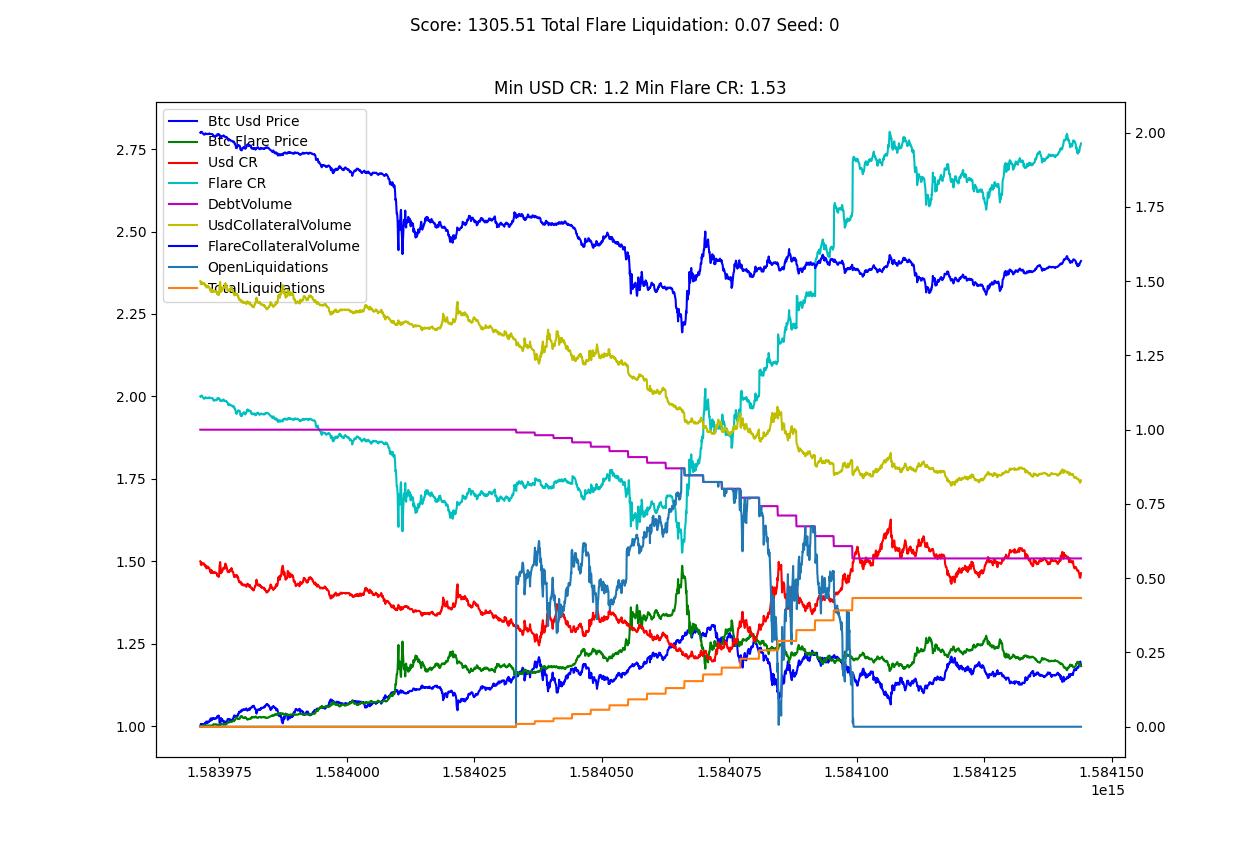 Score: 1305.51 Total Flare Liquidation: 0.07 Seed: 0
Min USD CR: 1.2 Min Flare CR: 1.53
Btc Usd Price
Btc Flare Price
Usd CR
Flare CR
DebtVolume
UsdCollateralVolume
FlareCollateralVolume
OpenLiquidations
TotalLiquidations
2.75
2.50
2.25
2.00
1.75
1.50
1.25
1.00
2.00
1.75
1.50
1.25
1.00
0.75
0.50
0.25
0.00
1.583975 1.584000 1.584025 1.584050 1.584075 1.584100 1.584125 1.584150
1e15